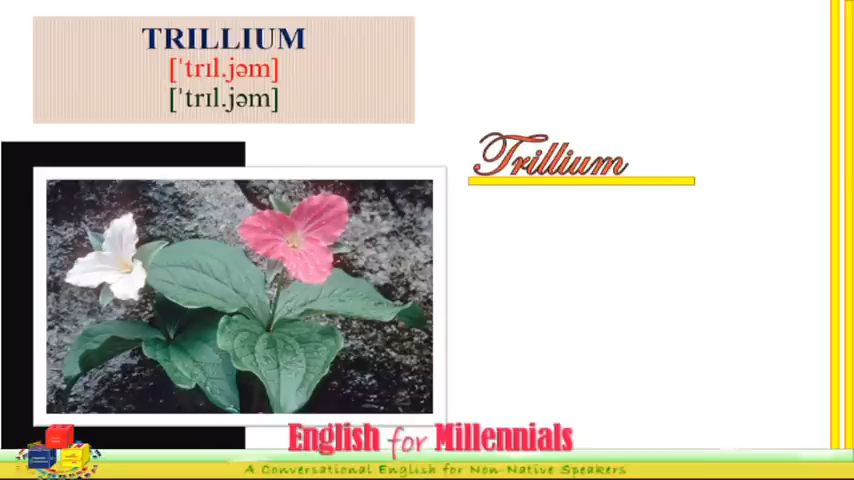 TRILLIUM
[ˈtrɪl.jəm]
[ˈtrɪl.jəm]
Trillium
English for Millennials
A Conversational English for Non-Native Speakers